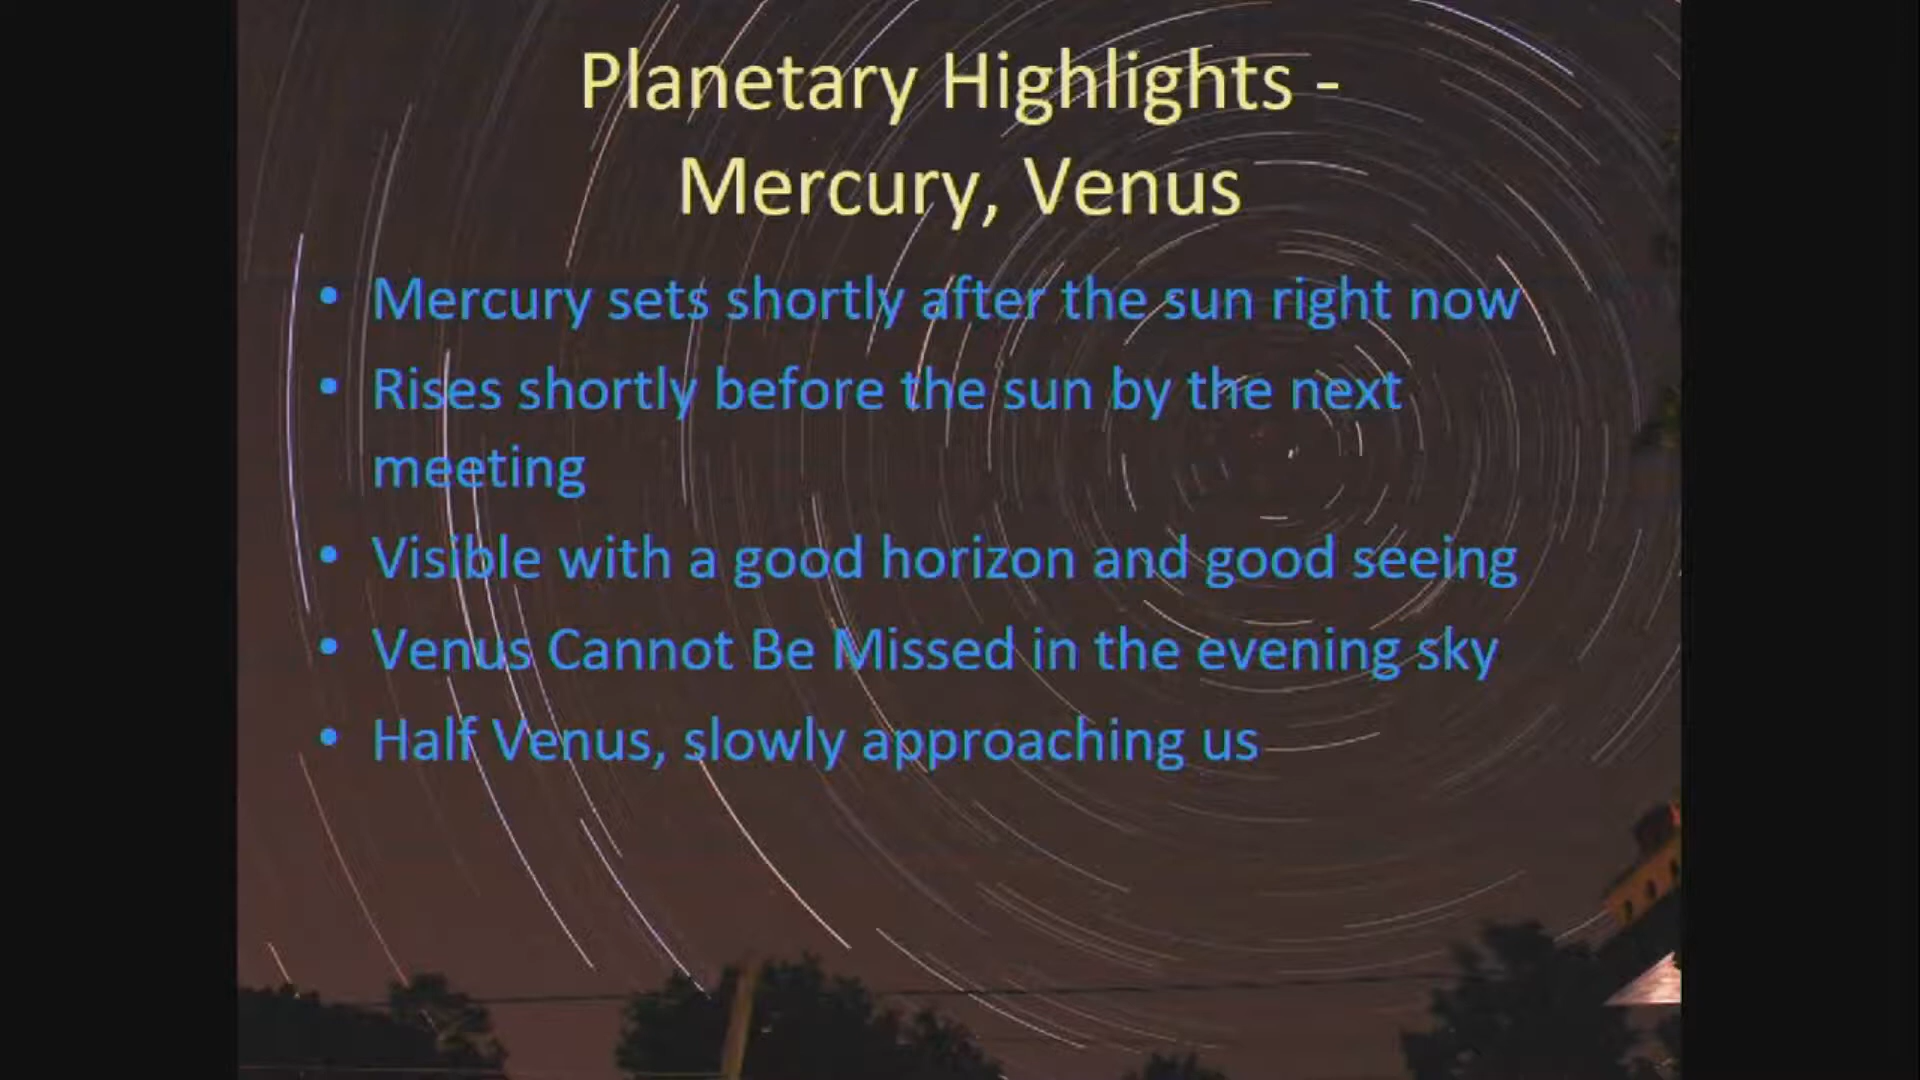 Planetary Highlights -
Mercury, Venus
• Mercury sets shortly after the sun right now
• Rises shortly before the sun by the next
meeting
• Visible with a good horizon and good seeing
• Venus Cannot Be Missed in the evening sky
• Half Venus, slowly approaching us